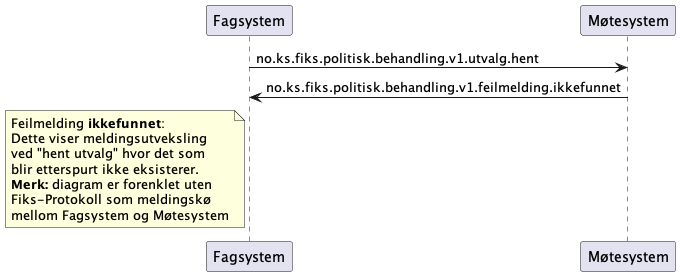 Fagsystem
Møtesystem
no.ks.fiks.politisk.behandling.v1.utvalg.hent
no.ks.fiks.politisk.behandling.v1.feilmelding.ikkefunnet
Feilmelding ikkefunnet:
Dette viser meldingsutveksling
ved "hent utvalg" hvor det som
blir etterspurt ikke eksisterer.
Merk: diagram er forenklet uten
Fiks-Protokoll som meldingskø
mellom Fagsystem og Møtesystem
Fagsystem
Møtesystem